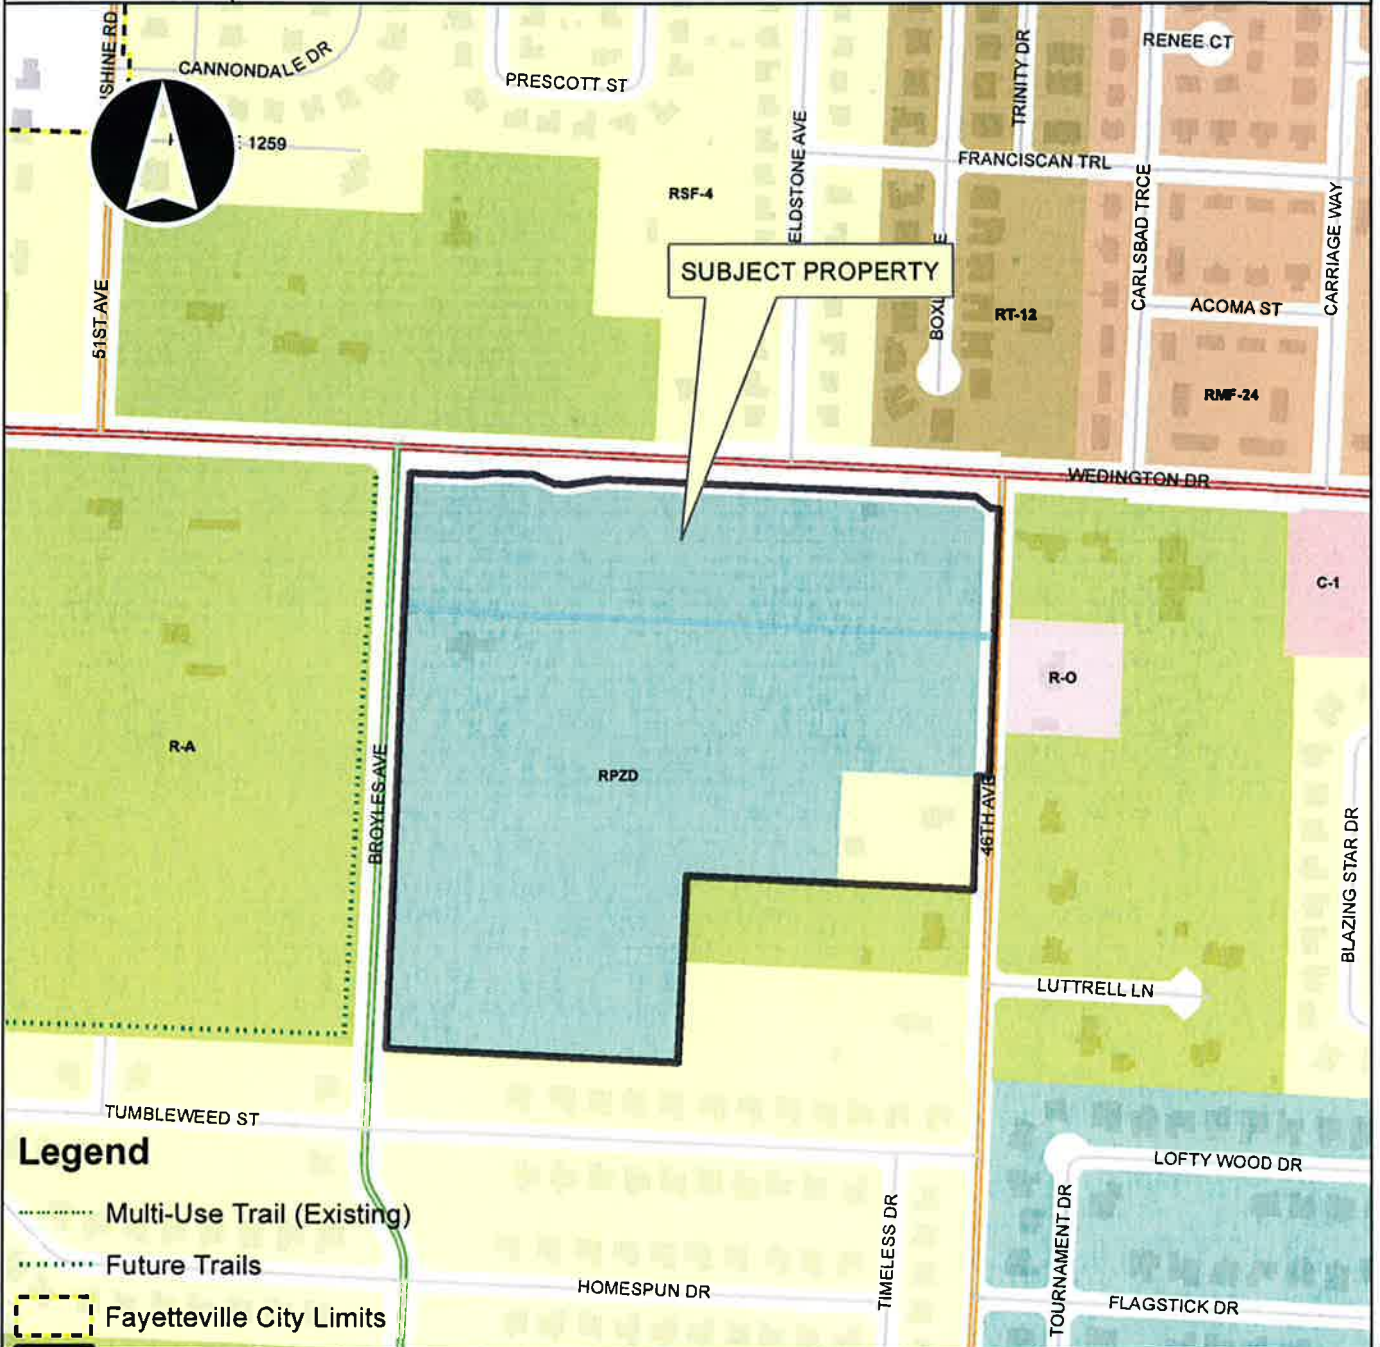 SHINE RD
CANNONDALE DR
PRESCOTT ST
TRINITY DR
RENEE CT
1259
ELDSTONE AVE
FRANCISCAN TRL
RSF-4
CARLSBAD TRCE
CARRIAGE WAY
SUBJECT PROPERTY
51ST AVE
BOXL E
RT-12
ACOMA ST
RMF-24
WEDINGTON DR
C-1
R-O
R-A
BROYLES AVE
RPZD
46TH AVE
BLAZING STAR DR
LUTTRELL LN
TUMBLEWEED ST
LOFTY WOOD DR
TIMELESS DR
TOURNAMENT DR
HOMESPUN DR
FLAGSTICK DR
Legend
Multi-Use Trail (Existing)
Future Trails
Fayetteville City Limits